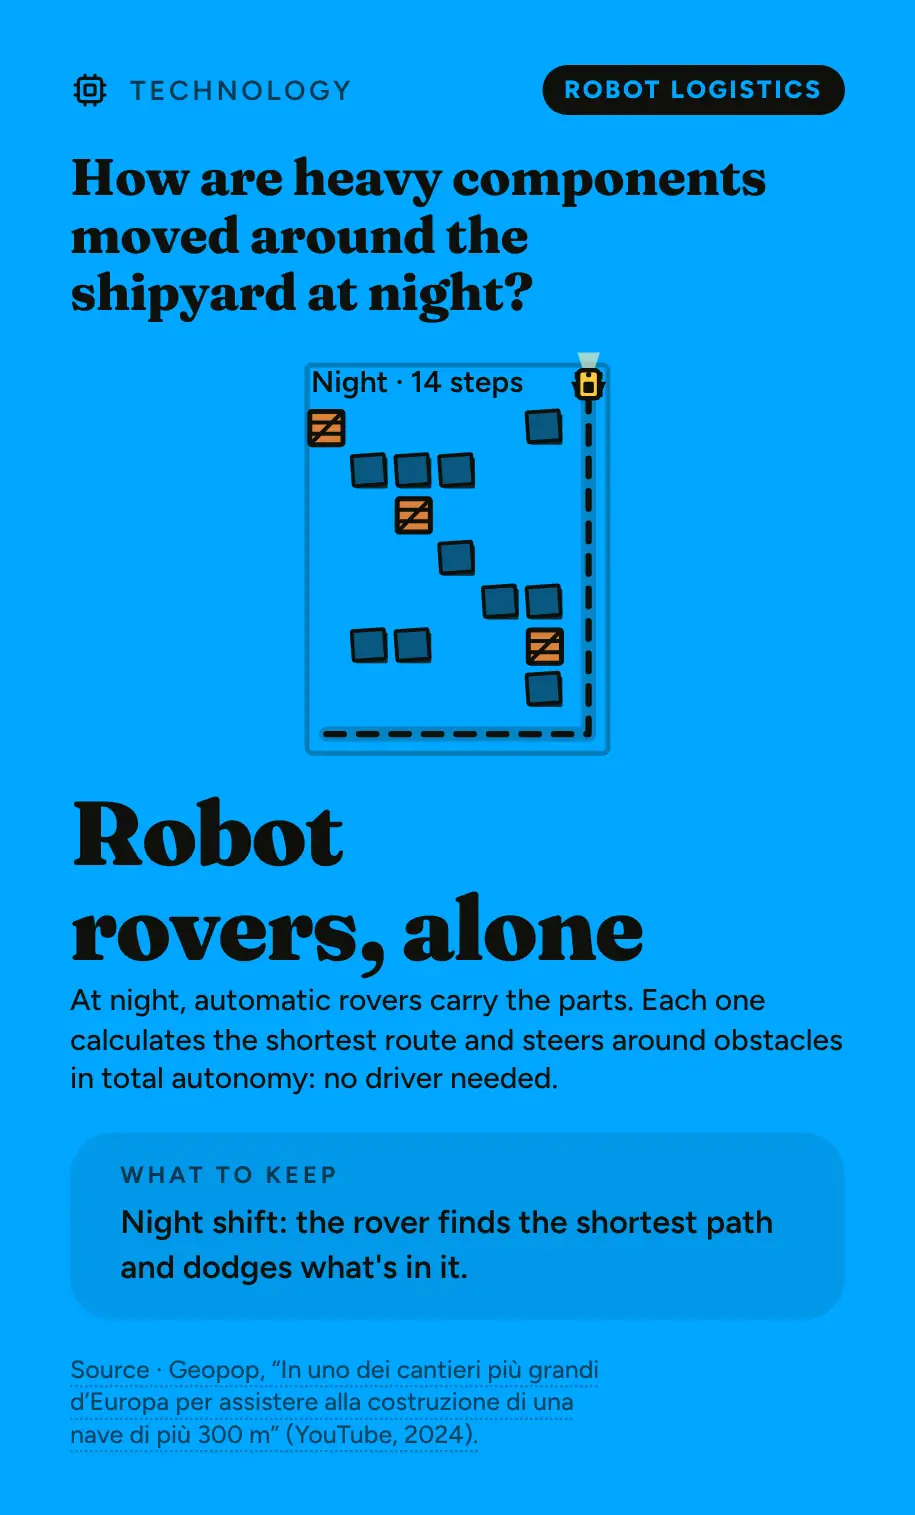 TECHNOLOGY
ROBOT LOGISTICS
How are heavy components
moved around the
shipyard at night?
Night · 14 steps
Robot
rovers, alone
At night, automatic rovers carry the parts. Each one
calculates the shortest route and steers around obstacles
in total autonomy: no driver needed.
WHAT TO KEEP
Night shift: the rover finds the shortest path
and dodges what's in it.
Source · Geopop, “In uno dei cantieri più grandi
d’Europa per assistere alla costruzione di una
nave di più 300 m” (YouTube, 2024).